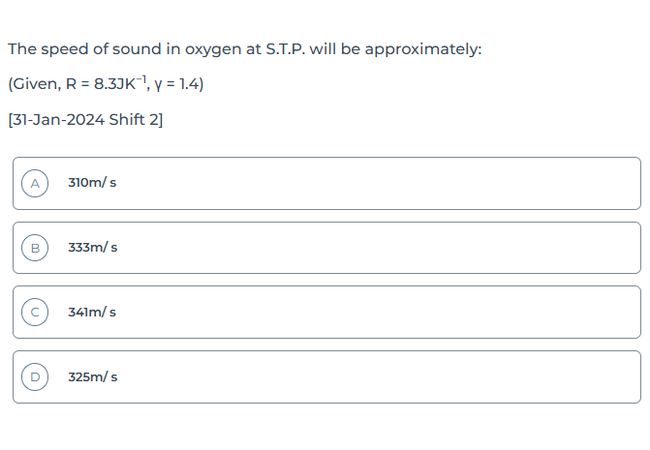 The speed of sound in oxygen at S.T.P. will be approximately:
(Given, R = 8.3JK⁻¹, γ = 1.4)
[31-Jan-2024 Shift 2]
A 310m/ s
B 333m/ s
C 341m/ s
D 325m/ s